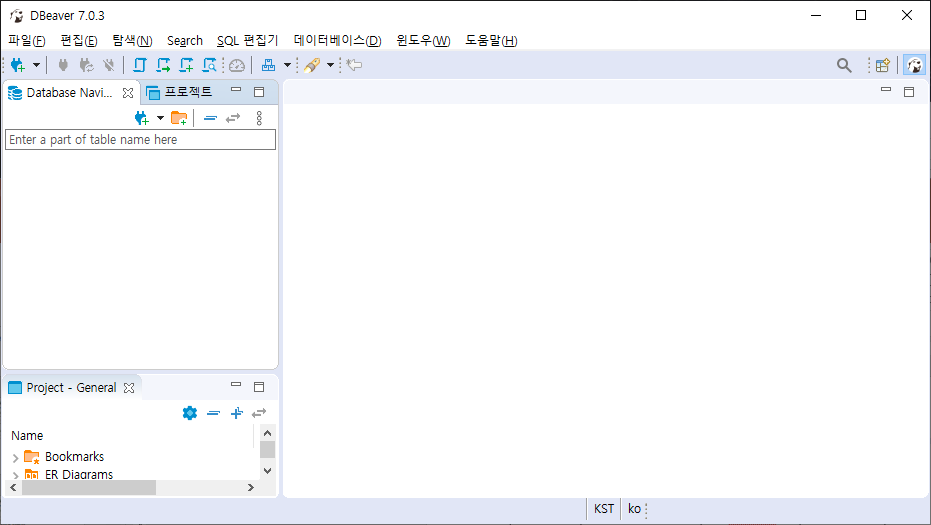 DBeaver 7.0.3
파일(F) 편집(E) 탐색(N) Search SQL 편집기 데이터베이스(D) 윈도우(W) 도움말(H)
Database Navi... 프로젝트
Enter a part of table name here
Project - General
Name
Bookmarks
ER Diagrams
KST ko